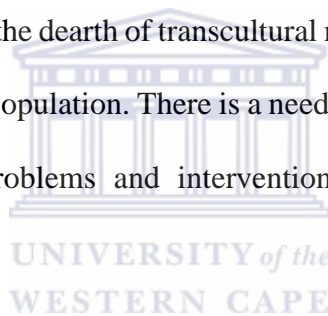 the dearth of transcultural
opulation. There is a need
roblems and intervention
UNIVERSITY of the
WESTERN CAPE